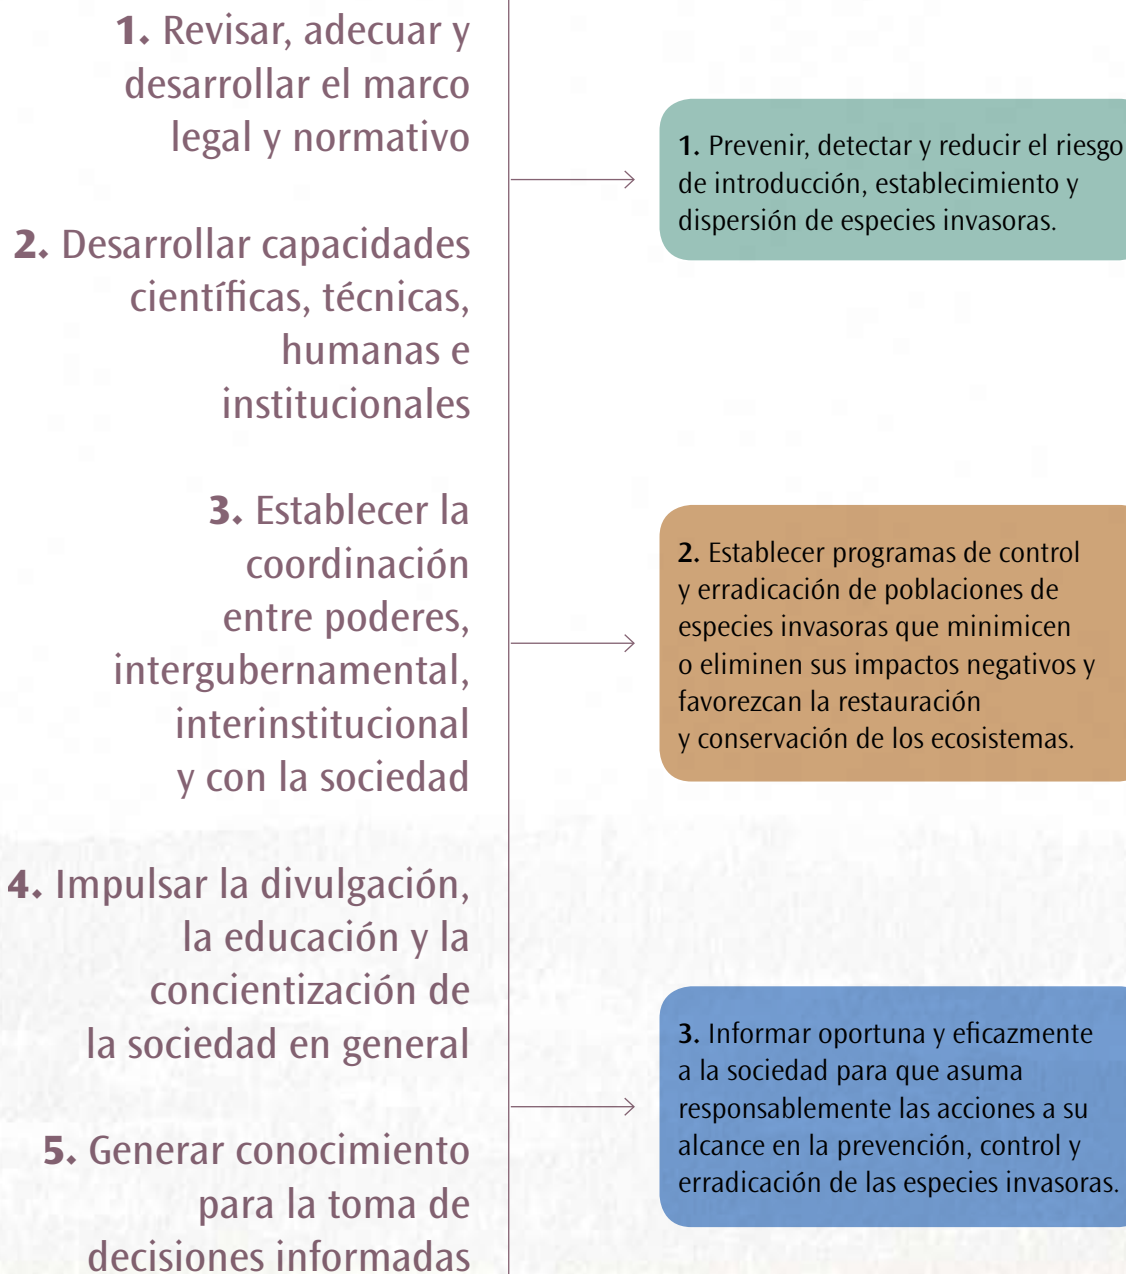 1. Revisar, adecuar y
desarrollar el marco
legal y normativo
2. Desarrollar capacidades
científicas, técnicas,
humanas e
institucionales
3. Establecer la
coordinación
entre poderes,
intergubernamental,
interinstitucional
y con la sociedad
4. Impulsar la divulgación,
la educación y la
concientización de
la sociedad en general
5. Generar conocimiento
para la toma de
decisiones informadas
1. Prevenir, detectar y reducir el riesgo
de introducción, establecimiento y
dispersión de especies invasoras.
2. Establecer programas de control
y erradicación de poblaciones de
especies invasoras que minimicen
o eliminen sus impactos negativos y
favorezcan la restauración
y conservación de los ecosistemas.
3. Informar oportuna y eficazmente
a la sociedad para que asuma
responsablemente las acciones a su
alcance en la prevención, control y
erradicación de las especies invasoras.